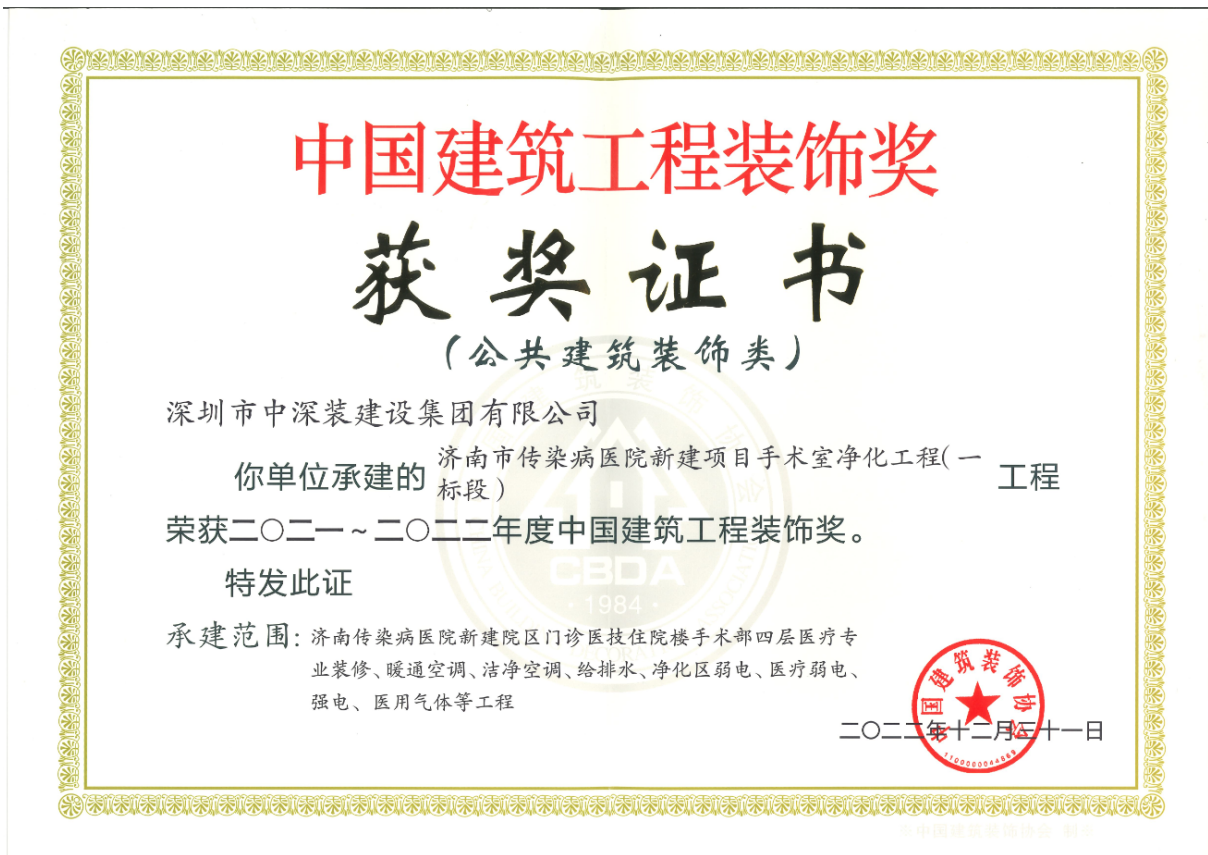 中国建筑工程装饰奖
获奖证书
(公共建筑装饰类)
深圳市中深装建设集团有限公司
你单位承建的 济南市传染病医院新建项目手术室净化工程(一
标段) 工程
荣获二〇二一~二〇二二年度中国建筑工程装饰奖。
特发此证
CBDA
·1984·
承建范围:济南传染病医院新建院区门诊医技住院楼手术部四层医疗专
业装修、暖通空调、洁净空调、给排水、净化区弱电、医疗弱电、
强电、医用气体等工程
中国建筑装饰协会
二〇二二年十二月三十一日